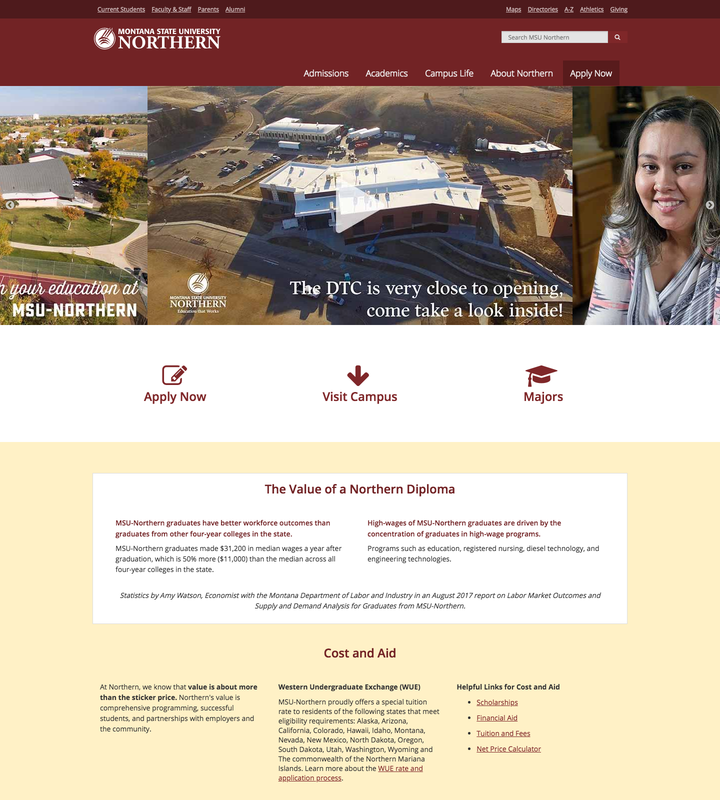 Current Students Faculty & Staff Parents Alumni
Maps Directories A-Z Athletics Giving
MONTANA STATE UNIVERSITY
NORTHERN
Search MSU Northern
Admissions Academics Campus Life About Northern Apply Now
h your education at
MSU-NORTHERN
MONTANA STATE UNIVERSITY
NORTHERN
Education that Works
The DTC is very close to opening,
come take a look inside!
Apply Now
Visit Campus
Majors
The Value of a Northern Diploma
MSU-Northern graduates have better workforce outcomes than
graduates from other four-year colleges in the state.
MSU-Northern graduates made $31,200 in median wages a year after
graduation, which is 50% more ($11,000) than the median across all
four-year colleges in the state.
High-wages of MSU-Northern graduates are driven by the
concentration of graduates in high-wage programs.
Programs such as education, registered nursing, diesel technology, and
engineering technologies.
Statistics by Amy Watson, Economist with the Montana Department of Labor and Industry in an August 2017 report on Labor Market Outcomes and
Supply and Demand Analysis for Graduates from MSU-Northern.
Cost and Aid
At Northern, we know that value is about more
than the sticker price. Northern's value is
comprehensive programming, successful
students, and partnerships with employers and
the community.
Western Undergraduate Exchange (WUE)
MSU-Northern proudly offers a special tuition
rate to residents of the following states that meet
eligibility requirements: Alaska, Arizona,
California, Colorado, Hawaii, Idaho, Montana,
Nevada, New Mexico, North Dakota, Oregon,
South Dakota, Utah, Washington, Wyoming and
The commonwealth of the Northern Mariana
Islands. Learn more about the WUE rate and
application process.
Helpful Links for Cost and Aid
Scholarships
Financial Aid
Tuition and Fees
Net Price Calculator